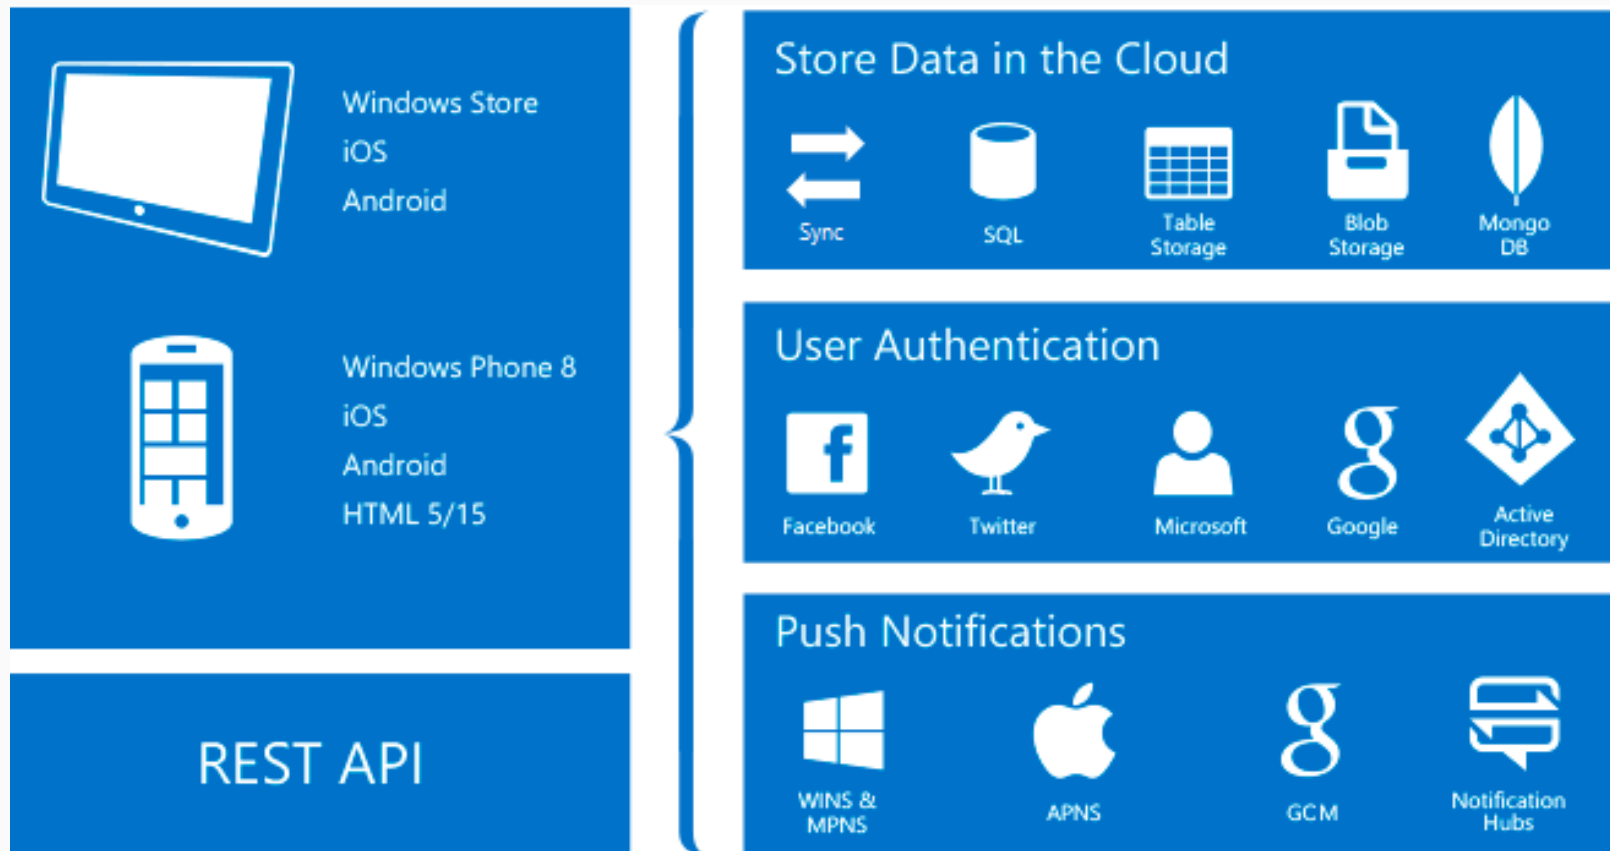 Windows Store
iOS
Android
Windows Phone 8
iOS
Android
HTML 5/15
REST API
Store Data in the Cloud
Sync
SQL
Table
Storage
Blob
Storage
Mongo
DB
User Authentication
Facebook
Twitter
Microsoft
Google
Active
Directory
Push Notifications
WINS &
MPNS
APNS
GCM
Notification
Hubs